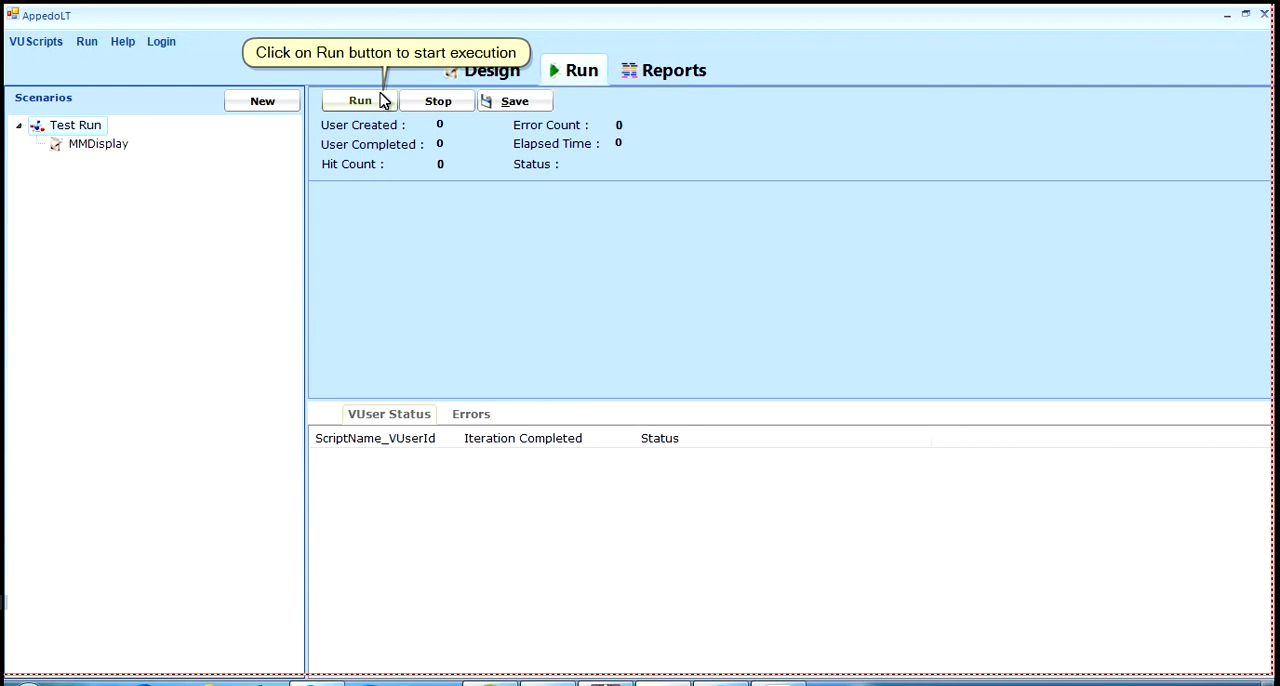 AppedoLT
VUScripts Run Help Login
Click on Run button to start execution
Design Run Reports
Scenarios New
Run Stop Save
Test Run
MMDisplay
User Created : 0 Error Count : 0
User Completed : 0 Elapsed Time : 0
Hit Count : 0 Status :
VUser Status Errors
ScriptName_VUserId Iteration Completed Status